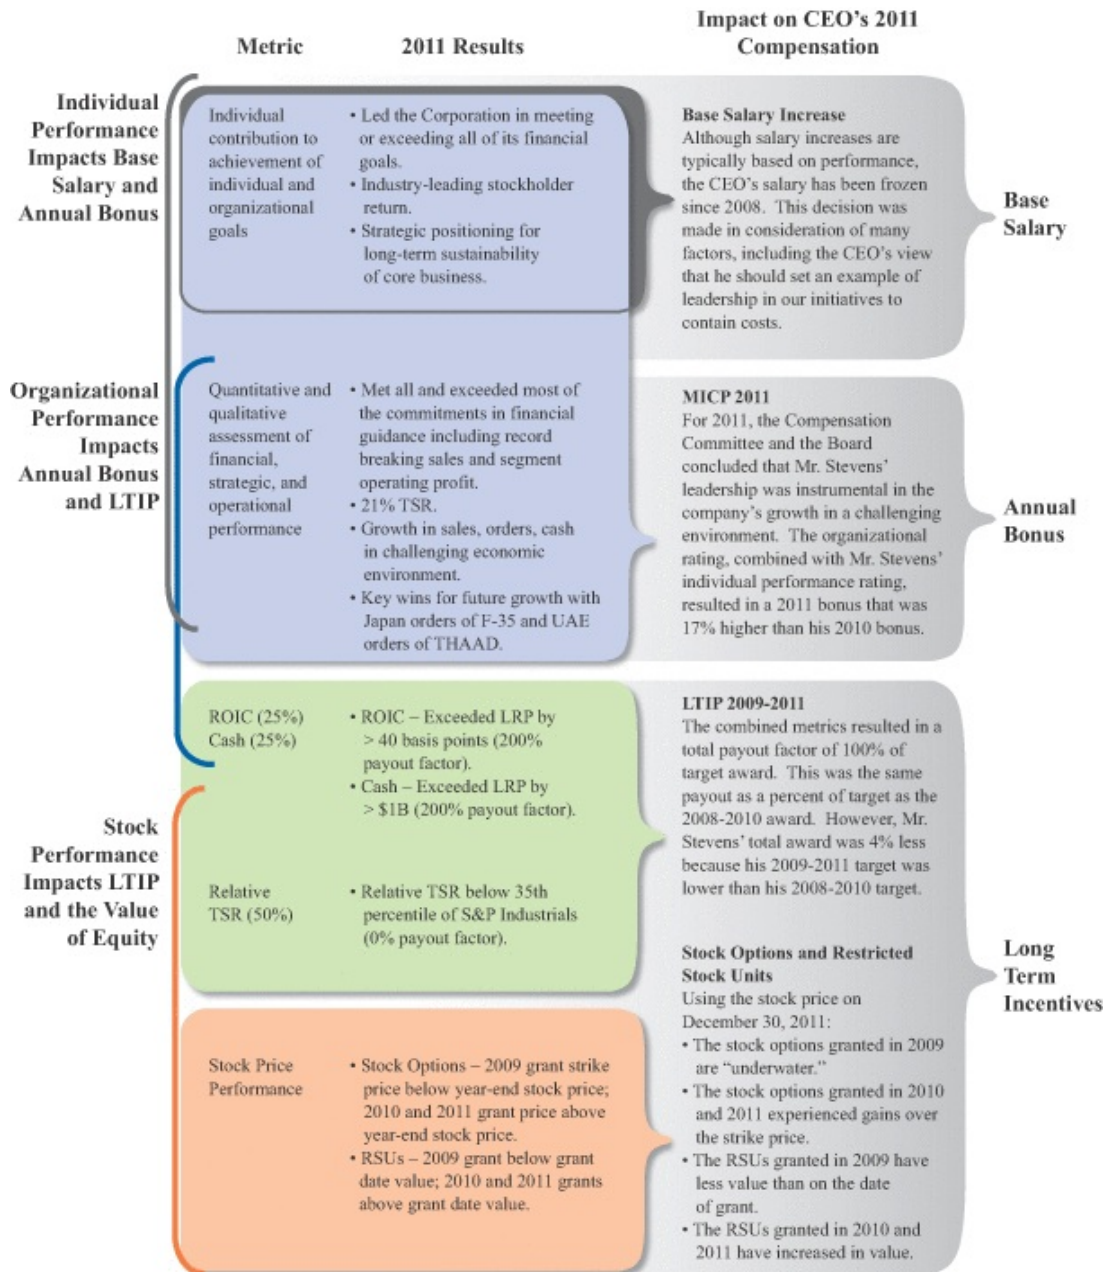 Metric
2011 Results
Impact on CEO's 2011
Compensation
Individual
Performance
Impacts Base
Salary and
Annual Bonus
Individual
contribution to
achievement of
individual and
organizational
goals
• Led the Corporation in meeting
or exceeding all of its financial
goals.
• Industry-leading stockholder
return.
• Strategic positioning for
long-term sustainability
of core business.
Base Salary Increase
Although salary increases are
typically based on performance,
the CEO's salary has been frozen
since 2008. This decision was
made in consideration of many
factors, including the CEO's view
that he should set an example of
leadership in our initiatives to
contain costs.
Base
Salary
Organizational
Performance
Impacts
Annual Bonus
and LTIP
Quantitative and
qualitative
assessment of
financial,
strategic, and
operational
performance
• Met all and exceeded most of
the commitments in financial
guidance including record
breaking sales and segment
operating profit.
• 21% TSR.
• Growth in sales, orders, cash
in challenging economic
environment.
• Key wins for future growth with
Japan orders of F-35 and UAE
orders of THAAD.
MICP 2011
For 2011, the Compensation
Committee and the Board
concluded that Mr. Stevens'
leadership was instrumental in the
company's growth in a challenging
environment. The organizational
rating, combined with Mr. Stevens'
individual performance rating,
resulted in a 2011 bonus that was
17% higher than his 2010 bonus.
Annual
Bonus
ROIC (25%)
Cash (25%)
• ROIC – Exceeded LRP by
> 40 basis points (200%
payout factor).
• Cash – Exceeded LRP by
> $1B (200% payout factor).
LTIP 2009-2011
The combined metrics resulted in a
total payout factor of 100% of
target award. This was the same
payout as a percent of target as the
2008-2010 award. However, Mr.
Stevens' total award was 4% less
because his 2009-2011 target was
lower than his 2008-2010 target.
Stock
Performance
Impacts LTIP
and the Value
of Equity
Relative
TSR (50%)
• Relative TSR below 35th
percentile of S&P Industrials
(0% payout factor).
Stock Options and Restricted
Stock Units
Using the stock price on
December 30, 2011:
• The stock options granted in 2009
are "underwater."
• The stock options granted in 2010
and 2011 experienced gains over
the strike price.
• The RSUs granted in 2009 have
less value than on the date
of grant.
• The RSUs granted in 2010 and
2011 have increased in value.
Long
Term
Incentives
Stock Price
Performance
• Stock Options – 2009 grant strike
price below year-end stock price;
2010 and 2011 grant price above
year-end stock price.
• RSUs – 2009 grant below grant
date value; 2010 and 2011 grants
above grant date value.